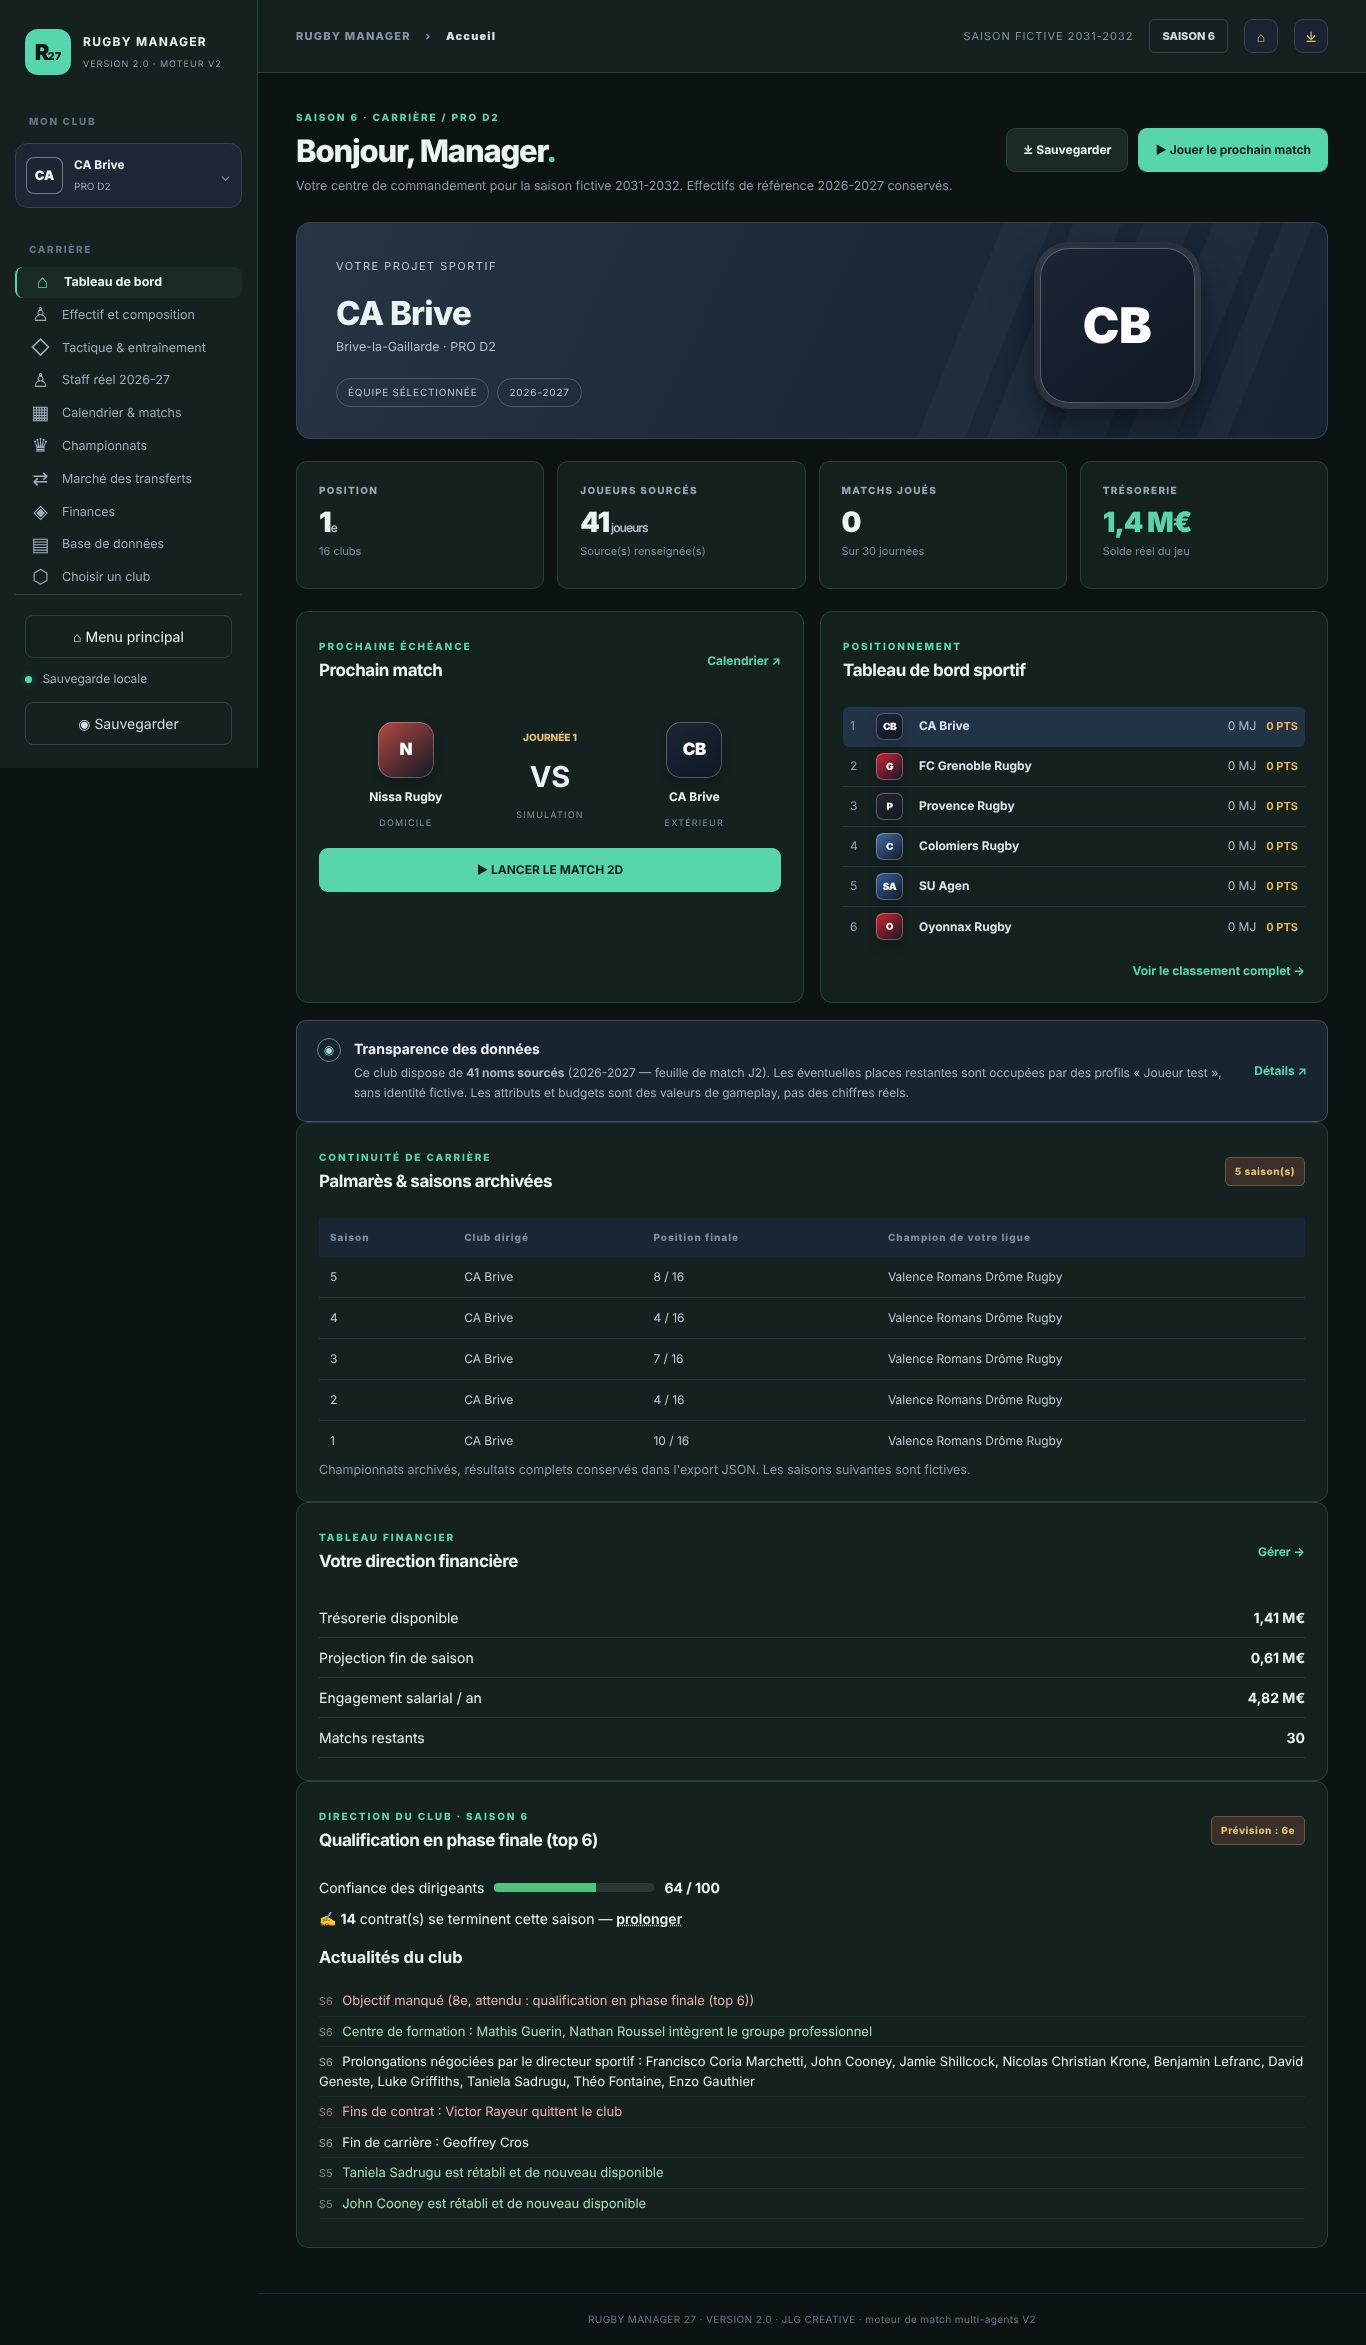 R27
RUGBY MANAGER
VERSION 2.0 · MOTEUR V2
MON CLUB
CA
CA Brive
PRO D2
CARRIÈRE
Tableau de bord
Effectif et composition
Tactique & entraînement
Staff réel 2026-27
Calendrier & matchs
Championnats
Marché des transferts
Finances
Base de données
Choisir un club
Menu principal
Sauvegarde locale
Sauvegarder
RUGBY MANAGER › Accueil
SAISON FICTIVE 2031-2032
SAISON 6
SAISON 6 · CARRIÈRE / PRO D2
Bonjour, Manager.
Votre centre de commandement pour la saison fictive 2031-2032. Effectifs de référence 2026-2027 conservés.
Sauvegarder
▶ Jouer le prochain match
VOTRE PROJET SPORTIF
CA Brive
Brive-la-Gaillarde · PRO D2
ÉQUIPE SÉLECTIONNÉE
2026-2027
CB
POSITION
1e
16 clubs
JOUEURS SOURCÉS
41 joueurs
Source(s) renseignée(s)
MATCHS JOUÉS
0
Sur 30 journées
TRÉSORERIE
1,4 M€
Solde réel du jeu
PROCHAINE ÉCHÉANCE
Prochain match
Calendrier ↗
N
Nissa Rugby
DOMICILE
JOURNÉE 1
VS
SIMULATION
CB
CA Brive
EXTÉRIEUR
▶ LANCER LE MATCH 2D
POSITIONNEMENT
Tableau de bord sportif
1 CB CA Brive 0 MJ 0 PTS
2 G FC Grenoble Rugby 0 MJ 0 PTS
3 P Provence Rugby 0 MJ 0 PTS
4 C Colomiers Rugby 0 MJ 0 PTS
5 SA SU Agen 0 MJ 0 PTS
6 O Oyonnax Rugby 0 MJ 0 PTS
Voir le classement complet →
Transparence des données
Ce club dispose de 41 noms sourcés (2026-2027 — feuille de match J2). Les éventuelles places restantes sont occupées par des profils « Joueur test »,
sans identité fictive. Les attributs et budgets sont des valeurs de gameplay, pas des chiffres réels.
Détails ↗
CONTINUITÉ DE CARRIÈRE
Palmarès & saisons archivées
5 saison(s)
Saison Club dirigé Position finale Champion de votre ligue
5 CA Brive 8 / 16 Valence Romans Drôme Rugby
4 CA Brive 4 / 16 Valence Romans Drôme Rugby
3 CA Brive 7 / 16 Valence Romans Drôme Rugby
2 CA Brive 4 / 16 Valence Romans Drôme Rugby
1 CA Brive 10 / 16 Valence Romans Drôme Rugby
Championnats archivés, résultats complets conservés dans l'export JSON. Les saisons suivantes sont fictives.
TABLEAU FINANCIER
Votre direction financière
Gérer →
Trésorerie disponible 1,41 M€
Projection fin de saison 0,61 M€
Engagement salarial / an 4,82 M€
Matchs restants 30
DIRECTION DU CLUB · SAISON 6
Qualification en phase finale (top 6)
Prévision : 6e
Confiance des dirigeants 64 / 100
✍ 14 contrat(s) se terminent cette saison — prolonger
Actualités du club
S6 Objectif manqué (8e, attendu : qualification en phase finale (top 6))
S6 Centre de formation : Mathis Guerin, Nathan Roussel intègrent le groupe professionnel
S6 Prolongations négociées par le directeur sportif : Francisco Coria Marchetti, John Cooney, Jamie Shillcock, Nicolas Christian Krone, Benjamin Lefranc, David
Geneste, Luke Griffiths, Taniela Sadrugu, Théo Fontaine, Enzo Gauthier
S6 Fins de contrat : Victor Rayeur quittent le club
S6 Fin de carrière : Geoffrey Cros
S5 Taniela Sadrugu est rétabli et de nouveau disponible
S5 John Cooney est rétabli et de nouveau disponible
RUGBY MANAGER 27 · VERSION 2.0 · JLG CREATIVE · moteur de match multi-agents V2